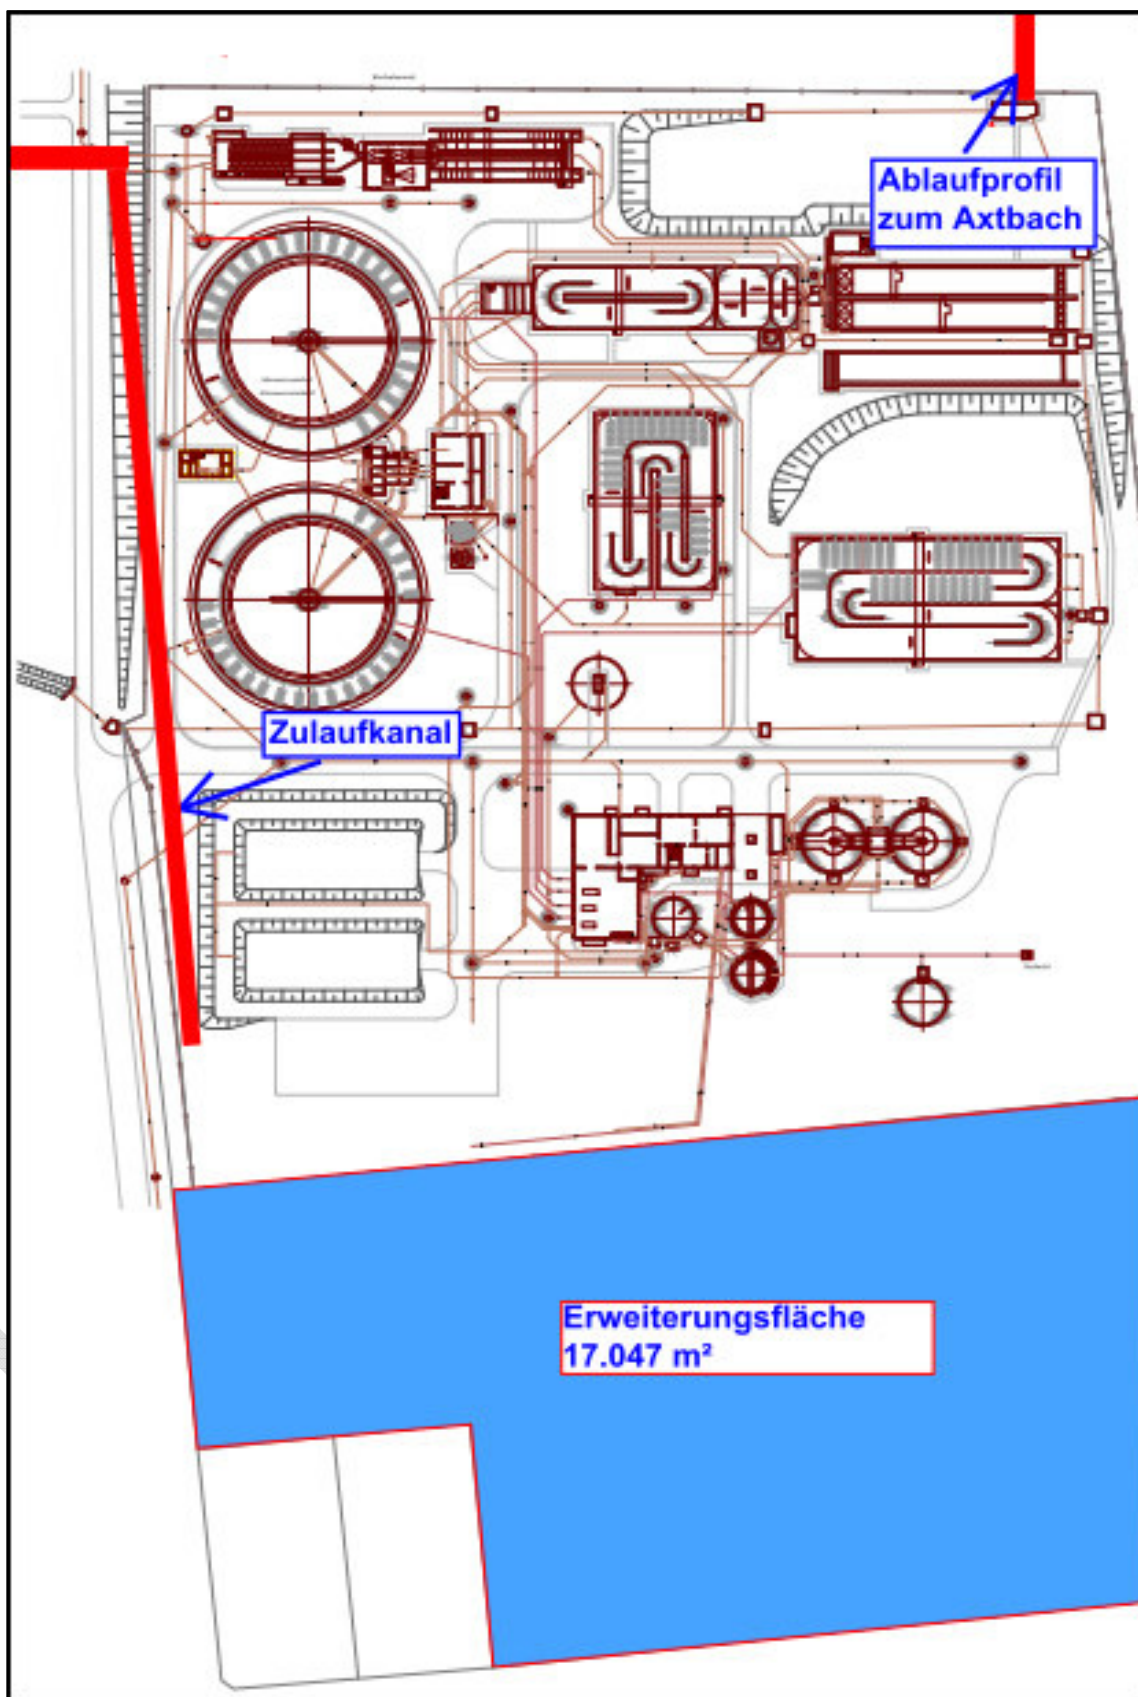 Ablaufprofil
zum Axtbach
Zulaufkanal
Erweiterungsfläche
17.047 m²